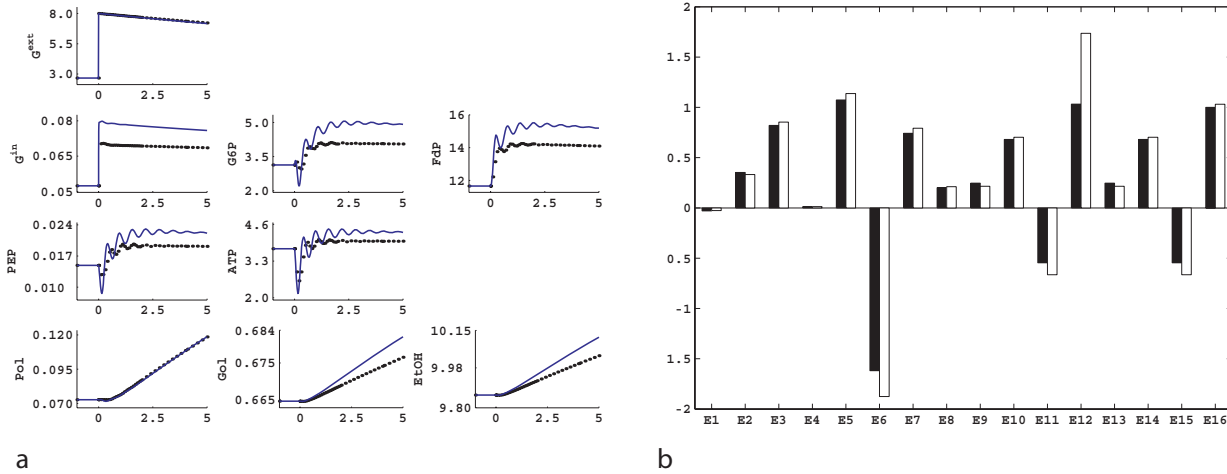 8.0
5.5
3.0
G^ext
0 2.5 5
0.08
0.065
0.05
G^in
0 2.5 5
5.0
3.5
2.0
G6P
0 2.5 5
16
14
12
FdP
0 2.5 5
0.024
0.017
0.010
PEP
0 2.5 5
4.6
3.3
2.0
ATP
0 2.5 5
0.120
0.095
0.070
Pol
0 2.5 5
0.684
0.675
0.665
Gol
0 2.5 5
10.15
9.98
9.80
EtOH
0 2.5 5
a
2
1.5
1
0.5
0
-0.5
-1
-1.5
-2
E1 E2 E3 E4 E5 E6 E7 E8 E9 E10 E11 E12 E13 E14 E15 E16
b